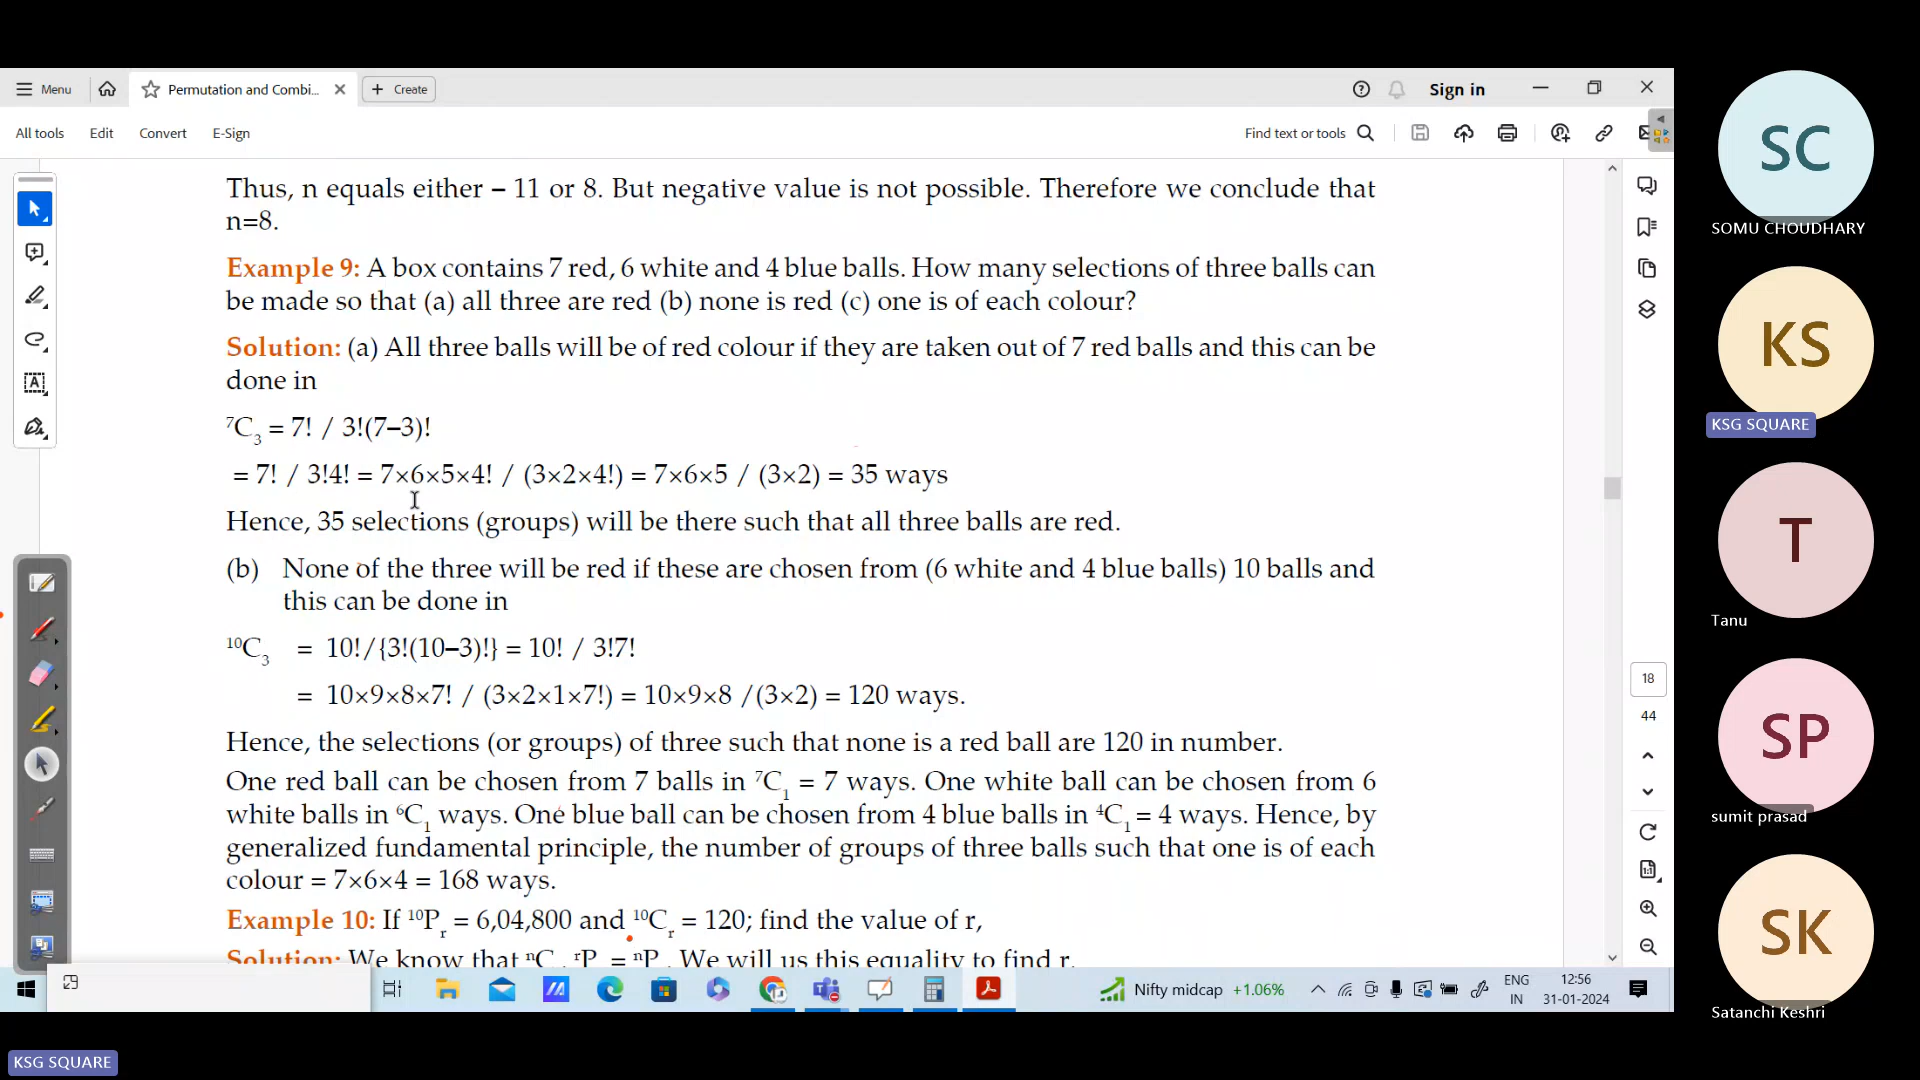 Menu
Permutation and Combi...
Create
Sign in
All tools
Edit
Convert
E-Sign
Find text or tools
Thus, n equals either – 11 or 8. But negative value is not possible. Therefore we conclude that
n=8.
Example 9: A box contains 7 red, 6 white and 4 blue balls. How many selections of three balls can
be made so that (a) all three are red (b) none is red (c) one is of each colour?
Solution: (a) All three balls will be of red colour if they are taken out of 7 red balls and this can be
done in
⁷C₃ = 7! / 3!(7–3)!
= 7! / 3!4! = 7×6×5×4! / (3×2×4!) = 7×6×5 / (3×2) = 35 ways
Hence, 35 selections (groups) will be there such that all three balls are red.
(b) None of the three will be red if these are chosen from (6 white and 4 blue balls) 10 balls and
this can be done in
¹⁰C₃ = 10!/{3!(10–3)!} = 10! / 3!7!
= 10×9×8×7! / (3×2×1×7!) = 10×9×8 /(3×2) = 120 ways.
Hence, the selections (or groups) of three such that none is a red ball are 120 in number.
One red ball can be chosen from 7 balls in ⁷C₁ = 7 ways. One white ball can be chosen from 6
white balls in ⁶C₁ ways. One blue ball can be chosen from 4 blue balls in ⁴C₁ = 4 ways. Hence, by
generalized fundamental principle, the number of groups of three balls such that one is of each
colour = 7×6×4 = 168 ways.
Example 10: If ¹⁰Pᵣ = 6,04,800 and ¹⁰Cᵣ = 120; find the value of r,
Solution: We know that ⁿC ʳP = ⁿP . We will us this equality to find r.
18
44
Nifty midcap +1.06%
ENG
IN
12:56
31-01-2024
SC
SOMU CHOUDHARY
KS
KSG SQUARE
T
Tanu
SP
sumit prasad
SK
Satanchi Keshri
KSG SQUARE